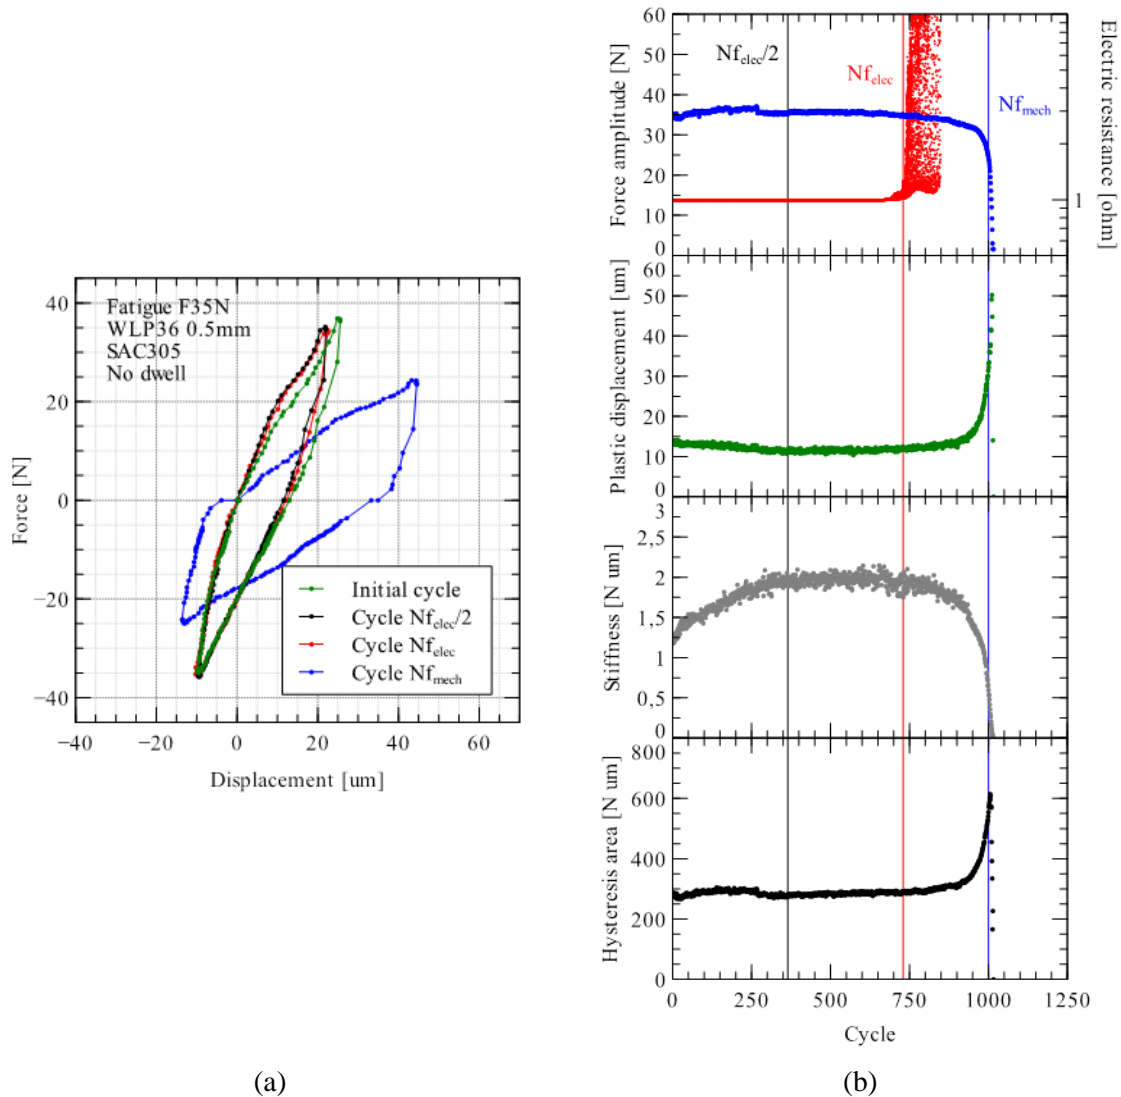 Fatigue F35N
WLP36 0.5mm
SAC305
No dwell
40
20
0
−20
−40
Force [N]
Initial cycle
Cycle Nfelec/2
Cycle Nfelec
Cycle Nfmech
−40 −20 0 20 40 60
Displacement [um]
(a)
60
50
40
30
20
10
0
Force amplitude [N]
Nfelec/2
Nfelec
Nfmech
1
Electric resistance [ohm]
60
50
40
30
20
10
0
Plastic displacement [um]
3
2,5
2
1,5
1
0,5
0
Stiffness [N um]
800
600
400
200
0
Hysteresis area [N um]
0 250 500 750 1000 1250
Cycle
(b)